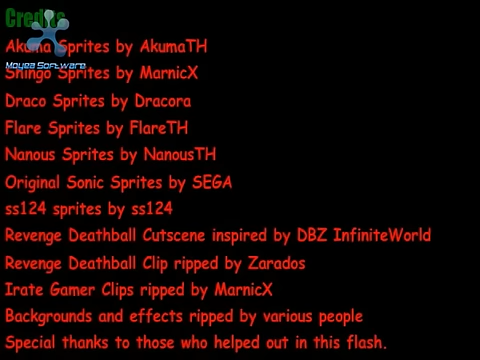 Credits
Akuma Sprites by AkumaTH
Moyea Software
Shingo Sprites by MarnicX
Draco Sprites by Dracora
Flare Sprites by FlareTH
Nanous Sprites by NanousTH
Original Sonic Sprites by SEGA
ss124 sprites by ss124
Revenge Deathball Cutscene inspired by DBZ InfiniteWorld
Revenge Deathball Clip ripped by Zarados
Irate Gamer Clips ripped by MarnicX
Backgrounds and effects ripped by various people
Special thanks to those who helped out in this flash.